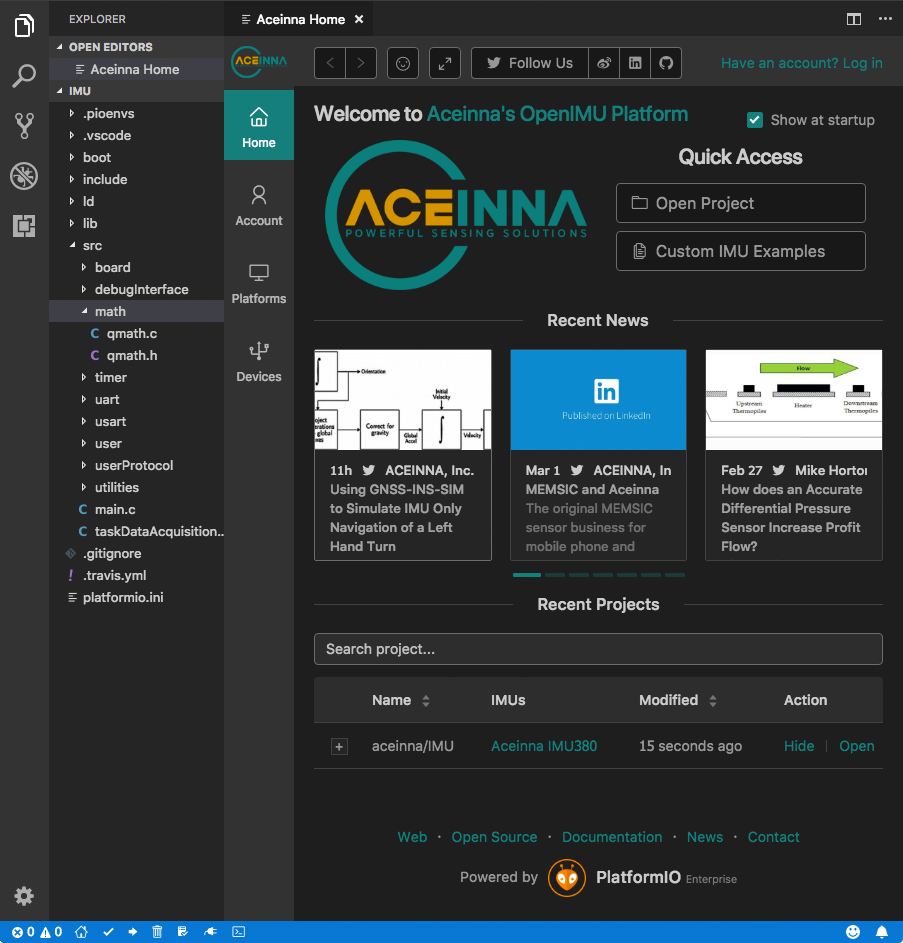 EXPLORER
OPEN EDITORS
Aceinna Home
IMU
.pioenvs
.vscode
boot
include
ld
lib
src
board
debugInterface
math
C qmath.c
C qmath.h
timer
uart
usart
user
userProtocol
utilities
C main.c
C taskDataAcquisition..
.gitignore
! .travis.yml
platformio.ini
Aceinna Home
ACEINNA
Follow Us
Have an account? Log in
Home
Account
Platforms
Devices
Welcome to Aceinna's OpenIMU Platform
Show at startup
ACEINNA
POWERFUL SENSING SOLUTIONS
Quick Access
Open Project
Custom IMU Examples
Recent News
Orientation
Initial
Velocity
Correct for
gravity
Global
Accel
∫
Velocity
11h ACEINNA, Inc.
Using GNSS-INS-SIM
to Simulate IMU Only
Navigation of a Left
Hand Turn
in
Published on LinkedIn
Mar 1 ACEINNA, In
MEMSIC and Aceinna
The original MEMSIC
sensor business for
mobile phone and
Flow
Upstream
Thermopiles
Heater
Downstream
Thermopiles
Feb 27 Mike Horton
How does an Accurate
Differential Pressure
Sensor Increase Profit
Flow?
Recent Projects
Search project...
Name IMUs Modified Action
aceinna/IMU Aceinna IMU380 15 seconds ago Hide Open
Web · Open Source · Documentation · News · Contact
Powered by PlatformIO Enterprise
0 0